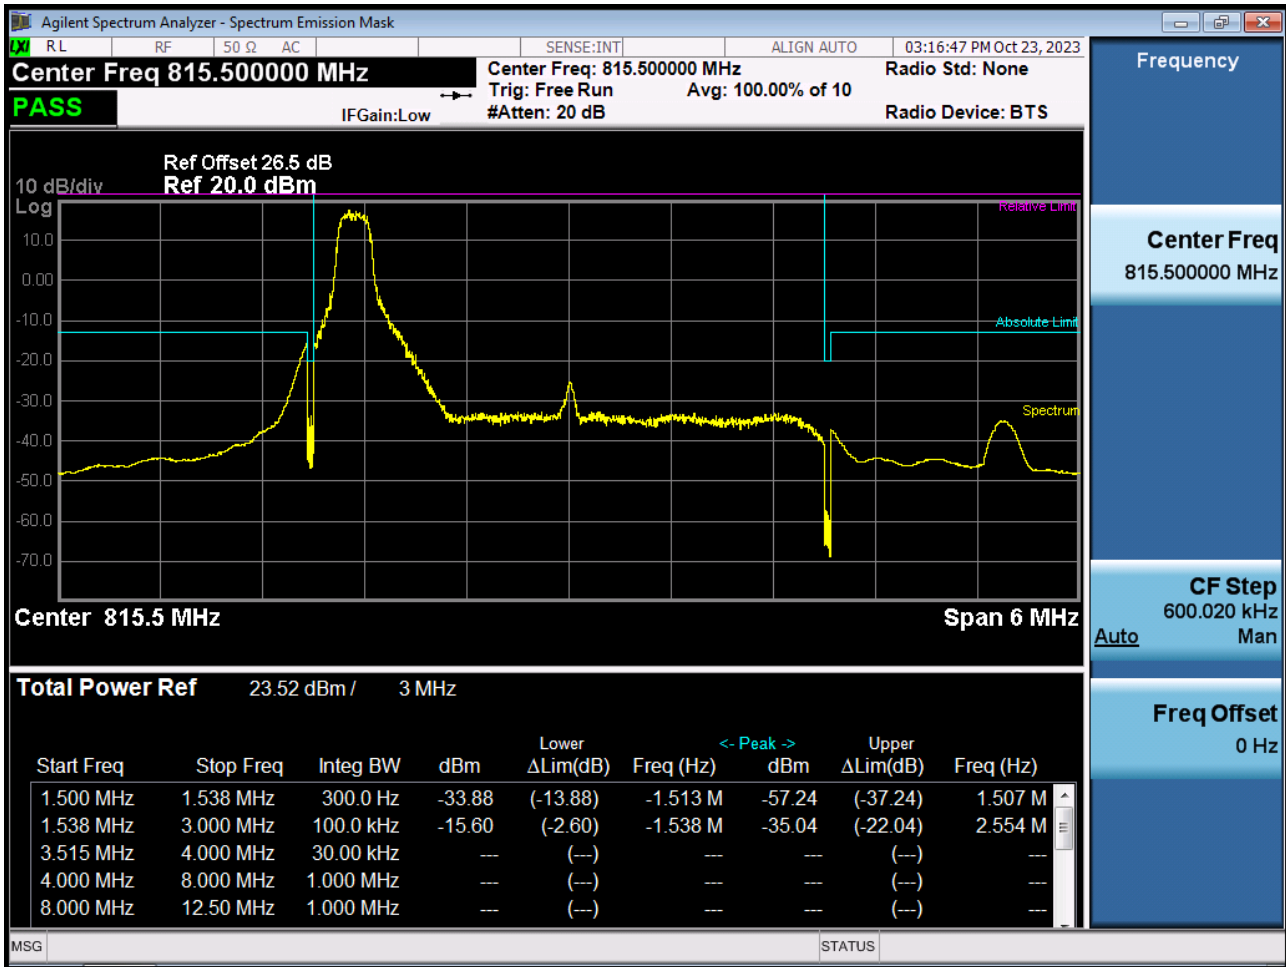 Agilent Spectrum Analyzer - Spectrum Emission Mask
LXI RL RF 50 Ω AC SENSE:INT ALIGN AUTO 03:16:47 PM Oct 23, 2023
Center Freq 815.500000 MHz
Center Freq: 815.500000 MHz
Radio Std: None
PASS
Trig: Free Run Avg: 100.00% of 10
IFGain:Low
#Atten: 20 dB
Radio Device: BTS
Ref Offset 26.5 dB
10 dB/div Ref 20.0 dBm
Log
Relative Limit
10.0
0.00
-10.0
Absolute Limit
-20.0
-30.0
Spectrum
-40.0
-50.0
-60.0
-70.0
Center 815.5 MHz Span 6 MHz
Total Power Ref 23.52 dBm / 3 MHz
Lower <- Peak -> Upper
Start Freq Stop Freq Integ BW dBm ΔLim(dB) Freq (Hz) dBm ΔLim(dB) Freq (Hz)
1.500 MHz 1.538 MHz 300.0 Hz -33.88 (-13.88) -1.513 M -57.24 (-37.24) 1.507 M
1.538 MHz 3.000 MHz 100.0 kHz -15.60 (-2.60) -1.538 M -35.04 (-22.04) 2.554 M
3.515 MHz 4.000 MHz 30.00 kHz --- (---) --- --- (---) ---
4.000 MHz 8.000 MHz 1.000 MHz --- (---) --- --- (---) ---
8.000 MHz 12.50 MHz 1.000 MHz --- (---) --- --- (---) ---
MSG STATUS
Frequency
Center Freq
815.500000 MHz
CF Step
600.020 kHz
Auto Man
Freq Offset
0 Hz